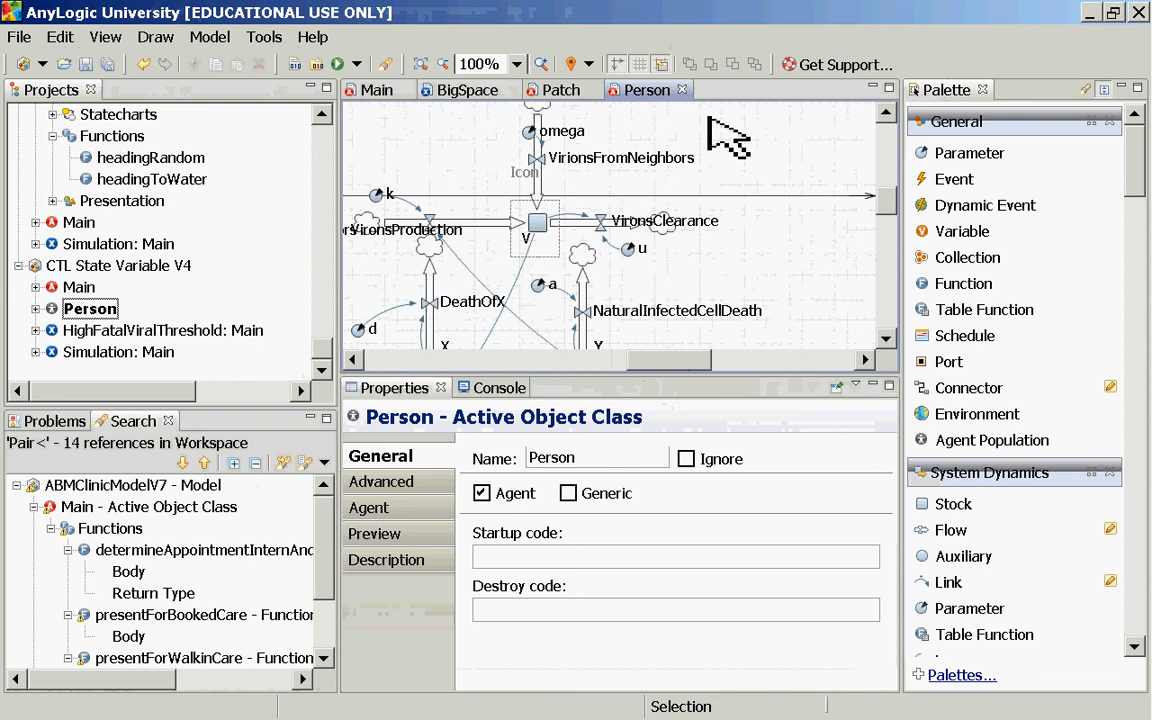 AnyLogic University [EDUCATIONAL USE ONLY]
File Edit View Draw Model Tools Help
100% Get Support...
Projects
Statecharts
Functions
headingRandom
headingToWater
Presentation
Main
Simulation: Main
CTL State Variable V4
Main
Person
HighFatalViralThreshold: Main
Simulation: Main
Problems Search
'Pair<' - 14 references in Workspace
ABMClinicModelV7 - Model
Main - Active Object Class
Functions
determineAppointmentInternAnc
Body
Return Type
presentForBookedCare - Function
Body
presentForWalkinCare - Function
Main BigSpace Patch Person
omega
VirionsFromNeighbors
Icon
k
VironsProduction
VironsClearance
V
u
a
DeathOfX
NaturalInfectedCellDeath
d
X Y
Properties Console
Person - Active Object Class
General
Advanced
Agent
Preview
Description
Name: Person Ignore
Agent Generic
Startup code:
Destroy code:
Palette
General
Parameter
Event
Dynamic Event
Variable
Collection
Function
Table Function
Schedule
Port
Connector
Environment
Agent Population
System Dynamics
Stock
Flow
Auxiliary
Link
Parameter
Table Function
Palettes...
Selection